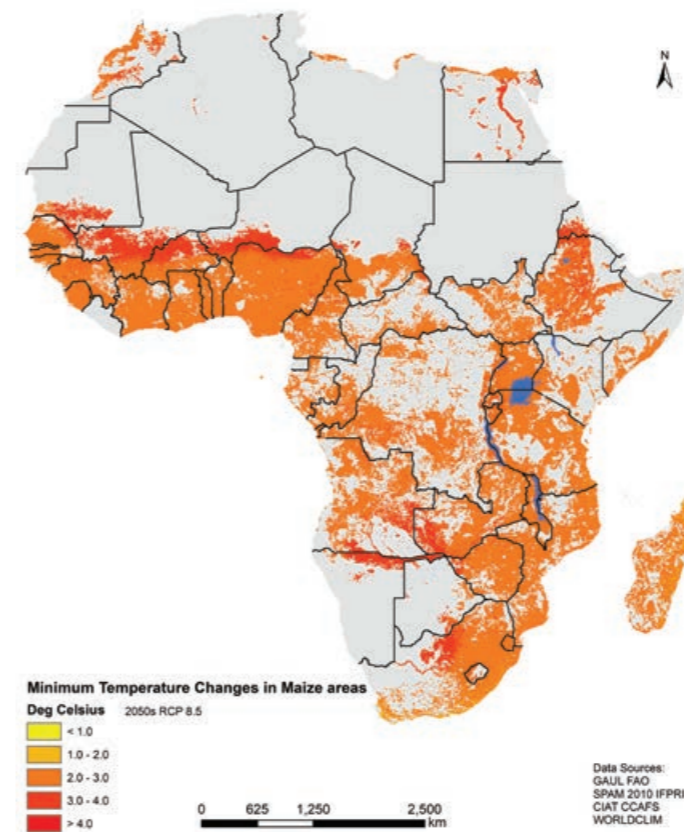 N
Minimum Temperature Changes in Maize areas
Deg Celsius 2050s RCP 8.5
< 1.0
1.0 - 2.0
2.0 - 3.0
3.0 - 4.0
> 4.0
0 625 1,250 2,500
km
Data Sources:
GAUL FAO
SPAM 2010 IFPRI
CIAT CCAFS
WORLDCLIM